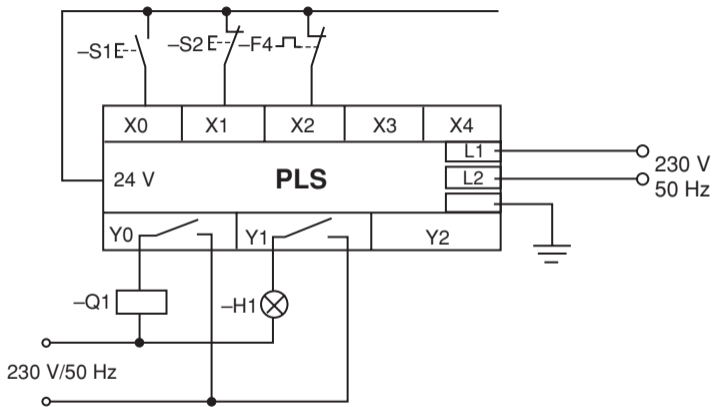 –S1
–S2
–F4
X0 X1 X2 X3 X4
L1
24 V PLS L2
230 V
50 Hz
Y0 Y1 Y2
–Q1 –H1
230 V/50 Hz